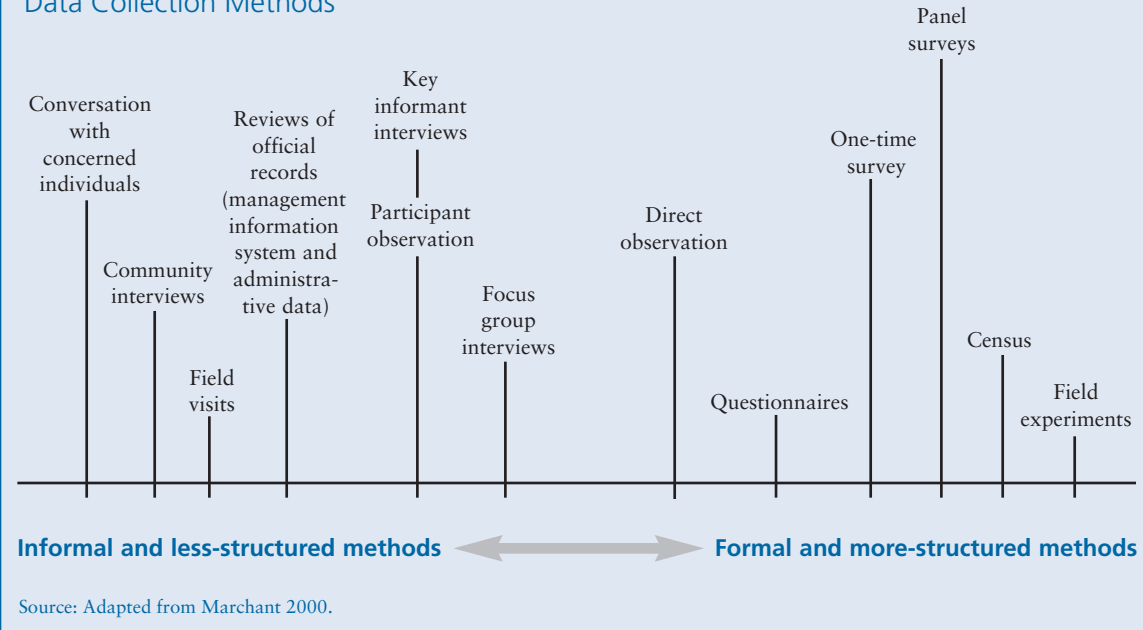 Data Collection Methods
Conversation
with
concerned
individuals
Community
interviews
Field
visits
Reviews of
official
records
(management
information
system and
administra-
tive data)
Key
informant
interviews
Participant
observation
Focus
group
interviews
Direct
observation
Questionnaires
One-time
survey
Panel
surveys
Census
Field
experiments
Informal and less-structured methods
Formal and more-structured methods
Source: Adapted from Marchant 2000.